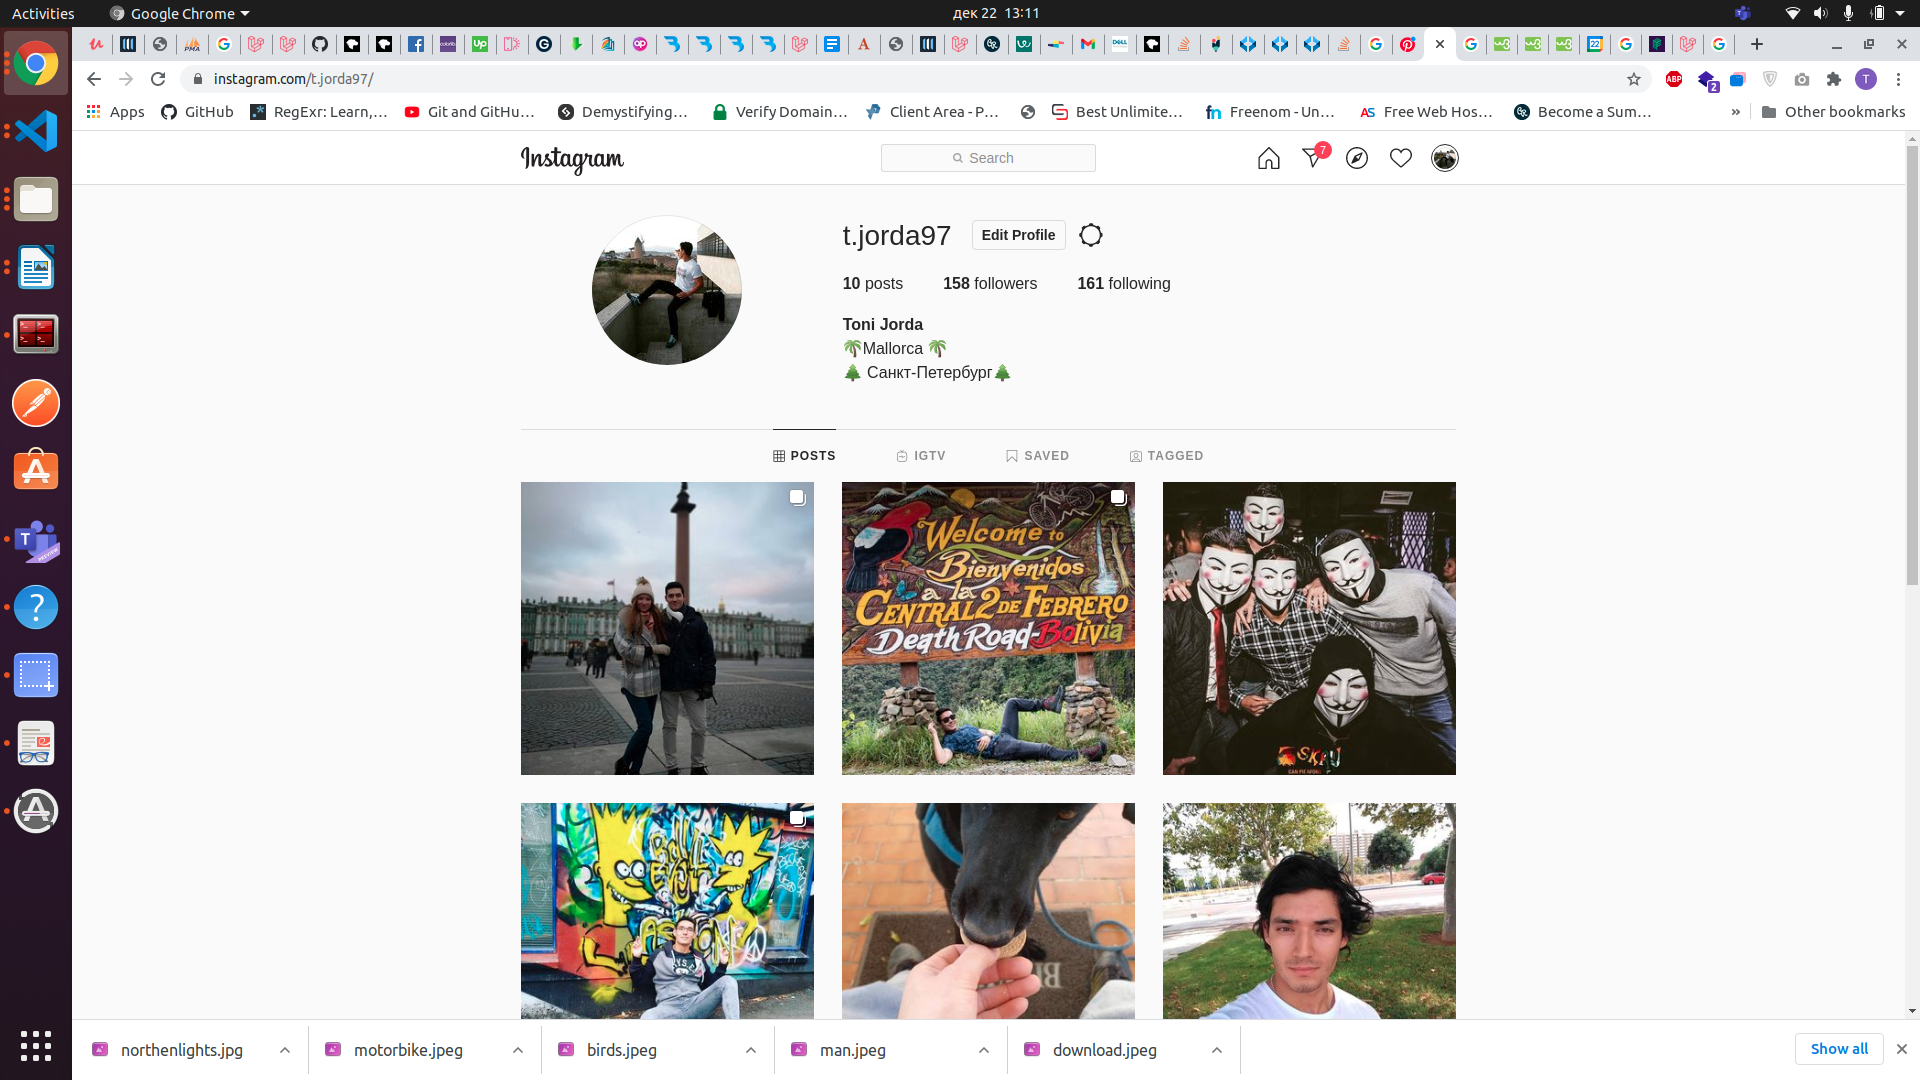 Activities
Google Chrome
дек 22 13:11
7
instagram.com/t.jorda97/
ABP
2
T
Apps
GitHub
RegExr: Learn,...
Git and GitHu...
Demystifying...
Verify Domain...
Client Area - P...
Best Unlimite...
Freenom - Un...
Free Web Hos...
Become a Sum...
»
Other bookmarks
Instagram
Search
t.jorda97
Edit Profile
10 posts
158 followers
161 following
Toni Jorda
Mallorca
Санкт-Петербург
POSTS
IGTV
SAVED
TAGGED
Welcome to
Bienvenidos
a la
CENTRAL 2 DE FEBRERO
Death Road-Bolivia
northenlights.jpg
motorbike.jpeg
birds.jpeg
man.jpeg
download.jpeg
Show all